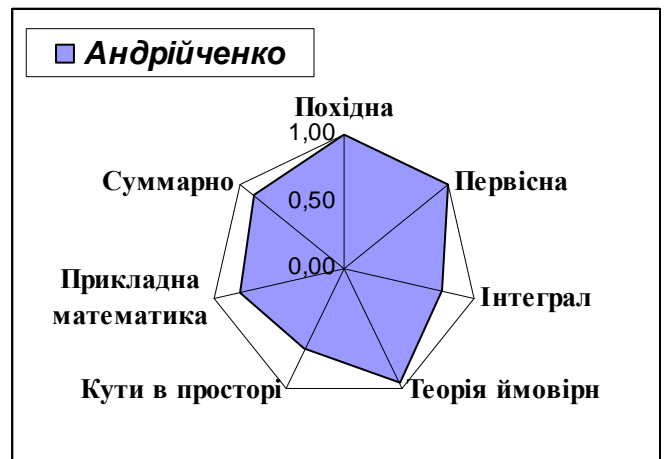 Андрійченко
Похідна
1,00
Первісна
Суммарно
0,50
0,00
Прикладна
математика
Інтеграл
Кути в просторі
Теорія ймовірн